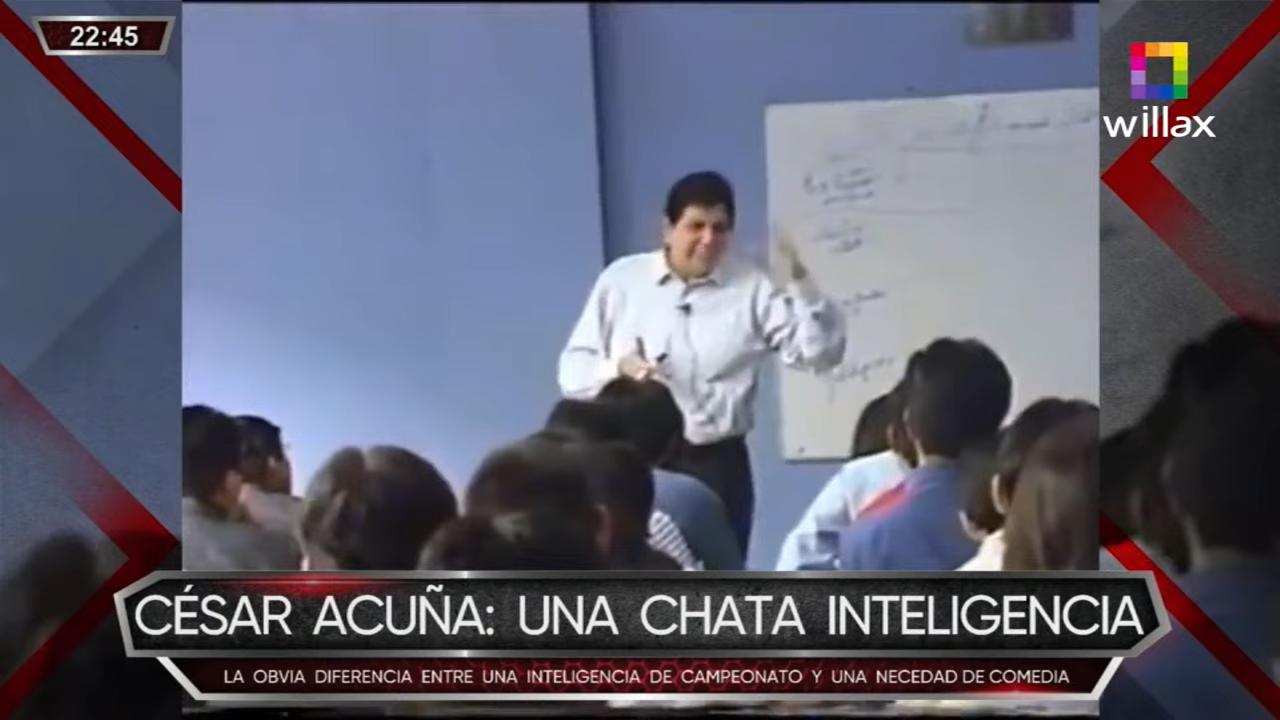 22:45
willax
CÉSAR ACUÑA: UNA CHATA INTELIGENCIA
LA OBVIA DIFERENCIA ENTRE UNA INTELIGENCIA DE CAMPEONATO Y UNA NECEDAD DE COMEDIA